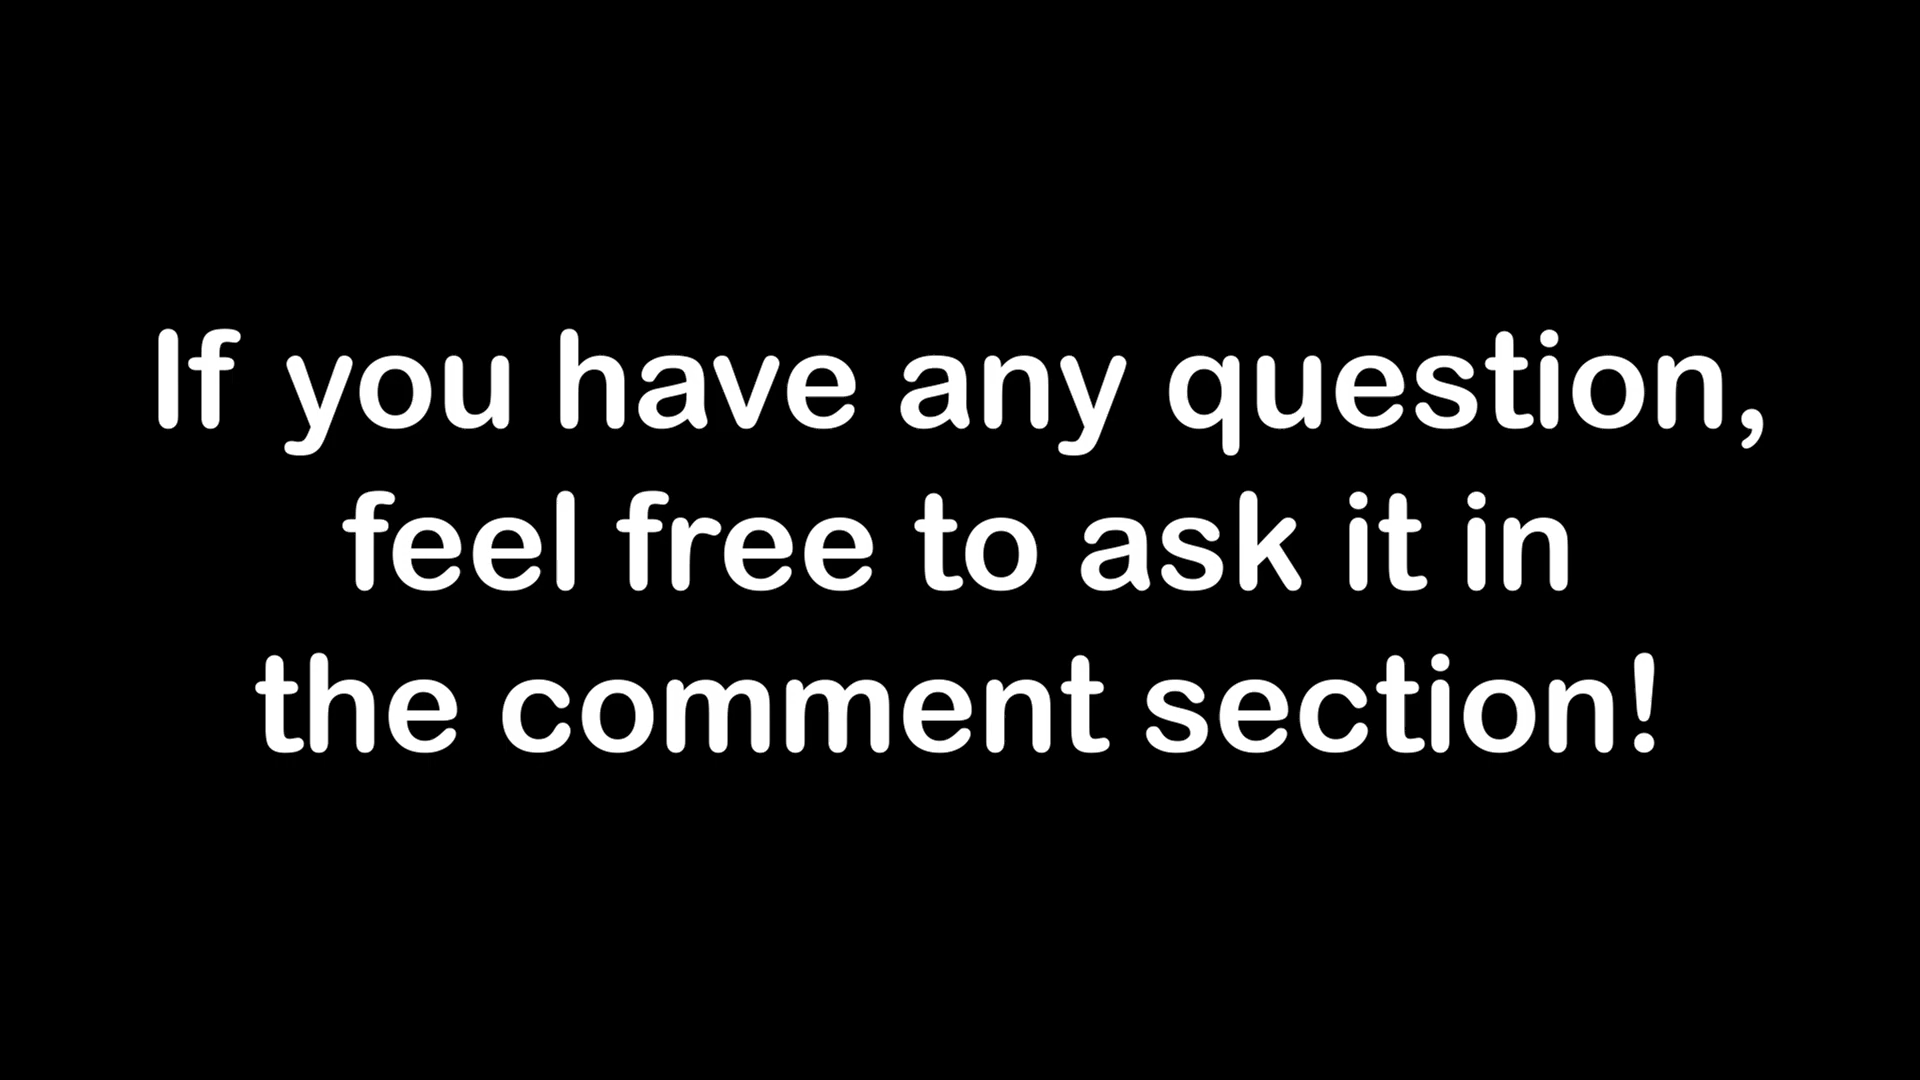 If you have any question,
feel free to ask it in
the comment section!